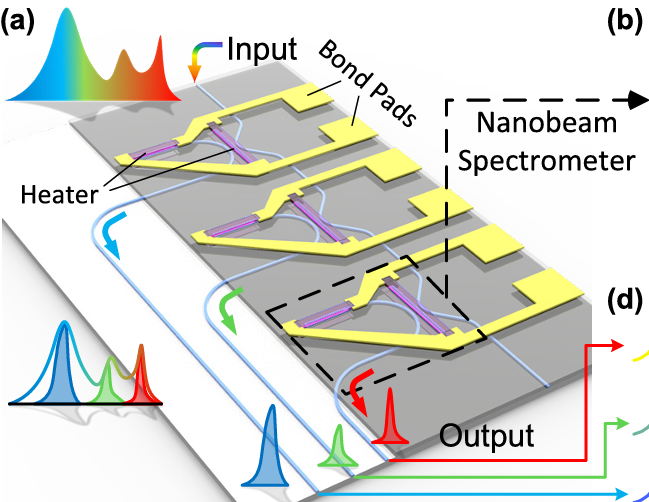 (a)
(b)
Input
Bond Pads
Nanobeam
Spectrometer
Heater
(d)
Output